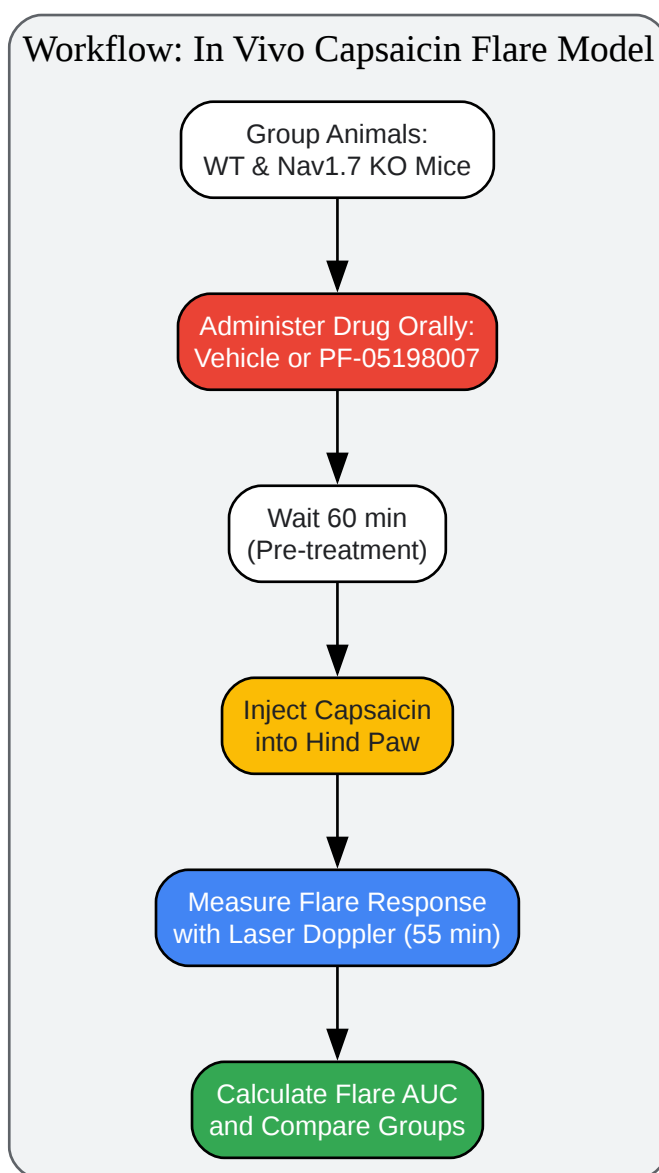 Workflow: In Vivo Capsaicin Flare Model
Group Animals:
WT & Nav1.7 KO Mice
Administer Drug Orally:
Vehicle or PF-05198007
Wait 60 min
(Pre-treatment)
Inject Capsaicin
into Hind Paw
Measure Flare Response
with Laser Doppler (55 min)
Calculate Flare AUC
and Compare Groups